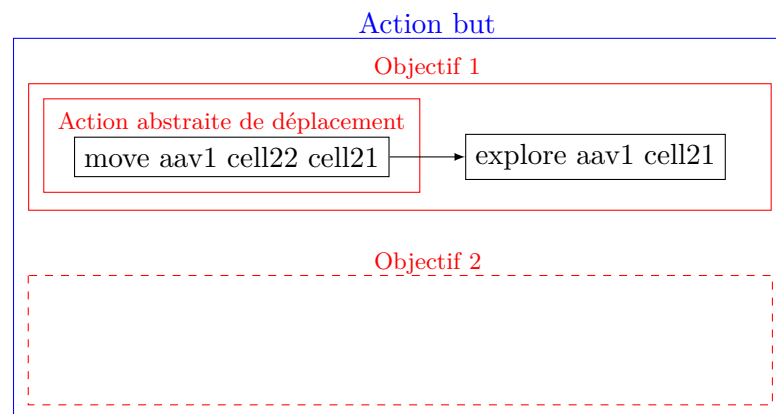 Action but
Objectif 1
Action abstraite de déplacement
move aav1 cell22 cell21
explore aav1 cell21
Objectif 2